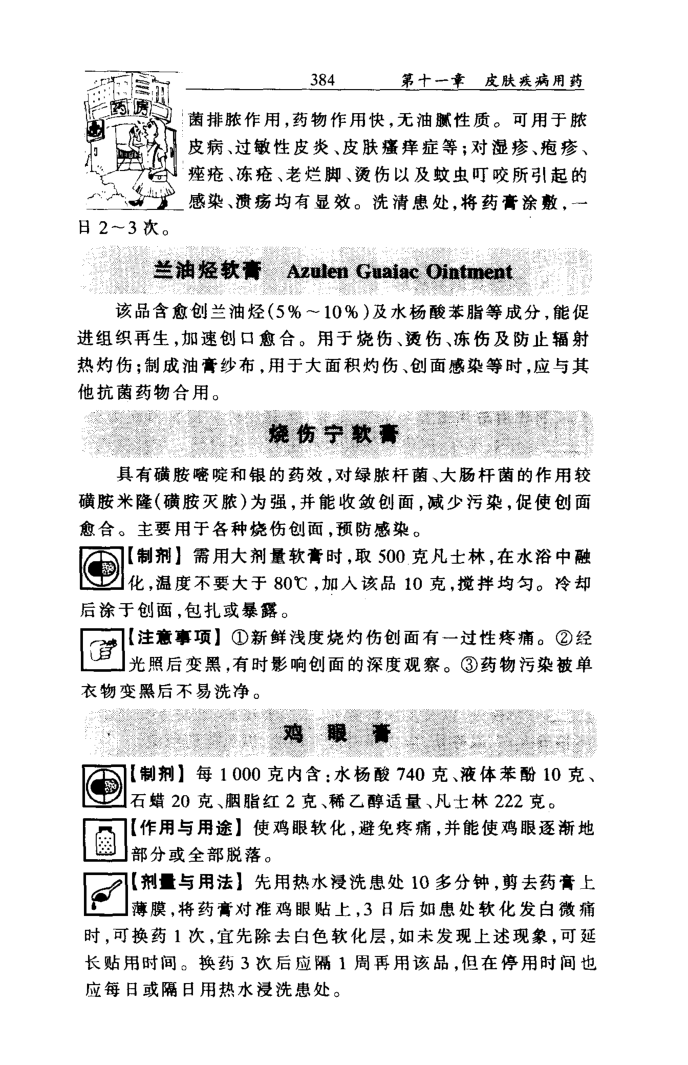 384 第十一章 皮肤疾病用药
药房
菌排脓作用,药物作用快,无油腻性质。可用于脓
皮病、过敏性皮炎、皮肤瘙痒症等;对湿疹、疱疹、
痤疮、冻疮、老烂脚、烫伤以及蚊虫叮咬所引起的
感染、溃疡均有显效。洗清患处,将药膏涂敷,一
日 2~3 次。
兰油烃软膏 Azulen Guaiac Ointment
该品含愈创兰油烃(5%~10%)及水杨酸苯脂等成分,能促
进组织再生,加速创口愈合。用于烧伤、烫伤、冻伤及防止辐射
热灼伤;制成油膏纱布,用于大面积灼伤、创面感染等时,应与其
他抗菌药物合用。
烧伤宁软膏
具有磺胺嘧啶和银的药效,对绿脓杆菌、大肠杆菌的作用较
磺胺米隆(磺胺灭脓)为强,并能收敛创面,减少污染,促使创面
愈合。主要用于各种烧伤创面,预防感染。
【制剂】需用大剂量软膏时,取 500 克凡士林,在水浴中融
化,温度不要大于 80℃,加入该品 10 克,搅拌均匀。冷却
后涂于创面,包扎或暴露。
【注意事项】①新鲜浅度烧灼伤创面有一过性疼痛。②经
光照后变黑,有时影响创面的深度观察。③药物污染被单
衣物变黑后不易洗净。
鸡眼膏
【制剂】每 1000 克内含:水杨酸 740 克、液体苯酚 10 克、
石蜡 20 克、胭脂红 2 克、稀乙醇适量、凡士林 222 克。
【作用与用途】使鸡眼软化,避免疼痛,并能使鸡眼逐渐地
部分或全部脱落。
【剂量与用法】先用热水浸洗患处 10 多分钟,剪去药膏上
薄膜,将药膏对准鸡眼贴上,3 日后如患处软化发白微痛
时,可换药 1 次,宜先除去白色软化层,如未发现上述现象,可延
长贴用时间。换药 3 次后应隔 1 周再用该品,但在停用时间也
应每日或隔日用热水浸洗患处。